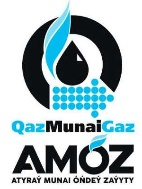 QazMunaiGaz
AMÓZ
ATYRAÝ MUNAI ÓŃDEÝ ZAÝYTY